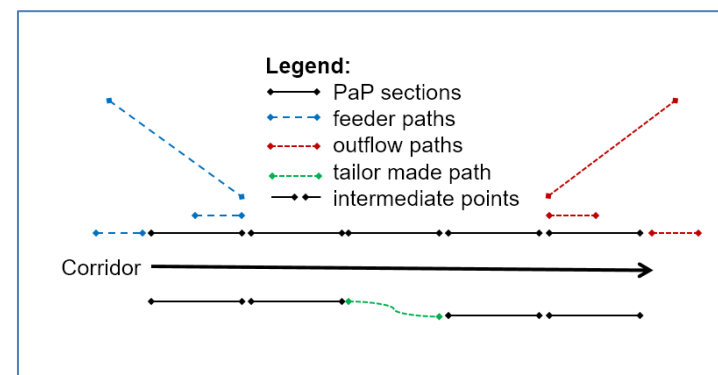 Legend:
PaP sections
feeder paths
outflow paths
tailor made path
intermediate points
Corridor